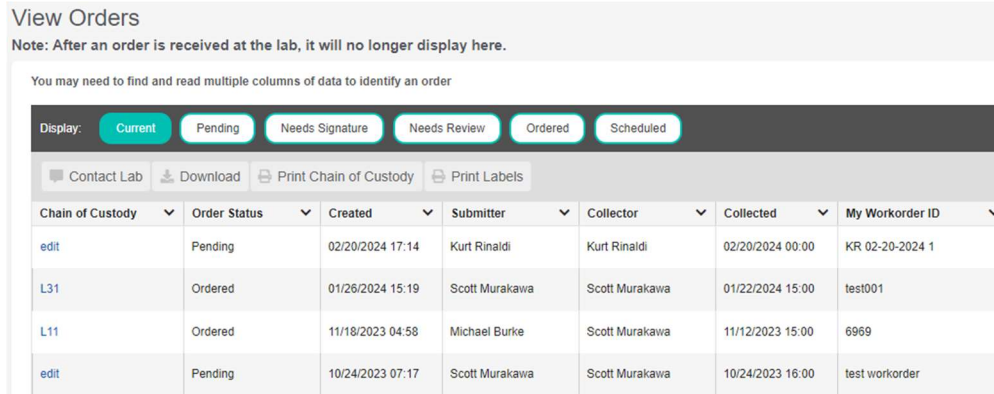 View Orders
Note: After an order is received at the lab, it will no longer display here.
You may need to find and read multiple columns of data to identify an order
Display: Current Pending Needs Signature Needs Review Ordered Scheduled
Contact Lab Download Print Chain of Custody Print Labels
Chain of Custody Order Status Created Submitter Collector Collected My Workorder ID
edit Pending 02/20/2024 17:14 Kurt Rinaldi Kurt Rinaldi 02/20/2024 00:00 KR 02-20-2024 1
L31 Ordered 01/26/2024 15:19 Scott Murakawa Scott Murakawa 01/22/2024 15:00 test001
L11 Ordered 11/18/2023 04:58 Michael Burke Scott Murakawa 11/12/2023 15:00 6969
edit Pending 10/24/2023 07:17 Scott Murakawa Scott Murakawa 10/24/2023 16:00 test workorder